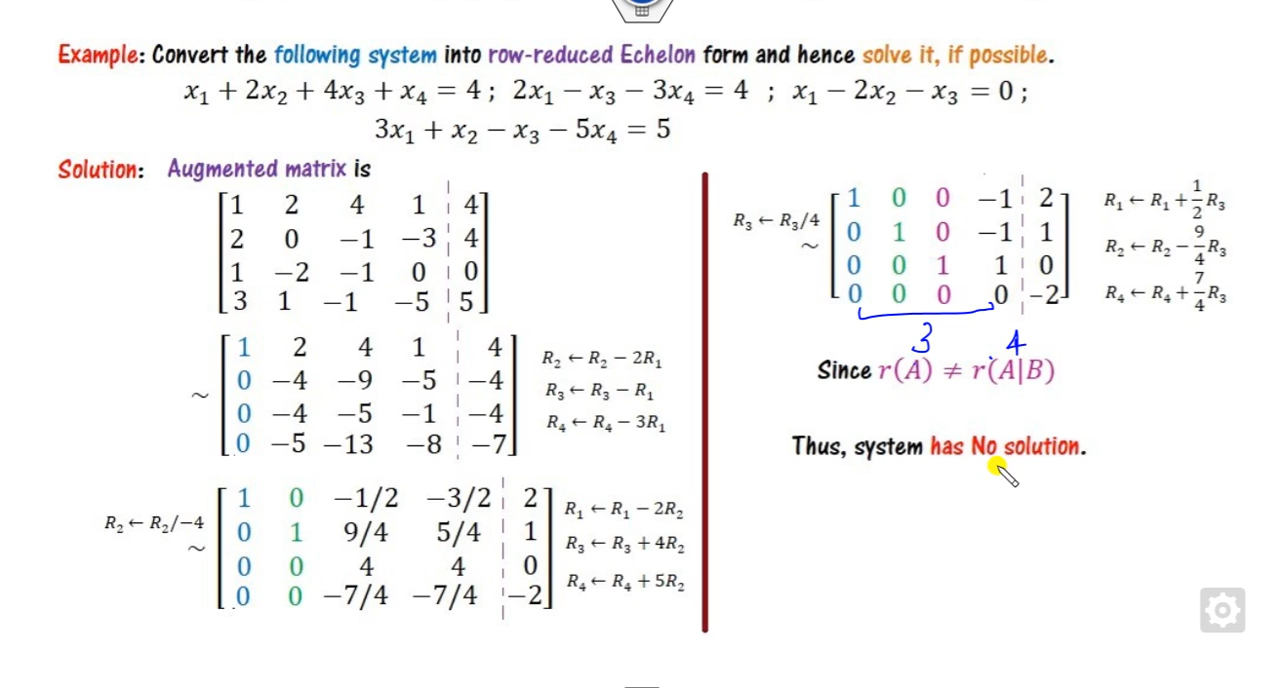 Example: Convert the following system into row-reduced Echelon form and hence solve it, if possible.
x₁ + 2x₂ + 4x₃ + x₄ = 4 ; 2x₁ − x₃ − 3x₄ = 4 ; x₁ − 2x₂ − x₃ = 0 ;
3x₁ + x₂ − x₃ − 5x₄ = 5
Solution: Augmented matrix is
1 2 4 1 4
2 0 −1 −3 4
1 −2 −1 0 0
3 1 −1 −5 5
1 2 4 1 4
0 −4 −9 −5 −4
~ 0 −4 −5 −1 −4
0 −5 −13 −8 −7
R₂ ← R₂ − 2R₁
R₃ ← R₃ − R₁
R₄ ← R₄ − 3R₁
R₂ ← R₂/−4
~
1 0 −1/2 −3/2 2
0 1 9/4 5/4 1
0 0 4 4 0
0 0 −7/4 −7/4 −2
R₁ ← R₁ − 2R₂
R₃ ← R₃ + 4R₂
R₄ ← R₄ + 5R₂
R₃ ← R₃/4
~
1 0 0 −1 2
0 1 0 −1 1
0 0 1 1 0
0 0 0 0 −2
R₁ ← R₁ + 1/2 R₃
R₂ ← R₂ − 9/4 R₃
R₄ ← R₄ + 7/4 R₃
3 4
Since r(A) ≠ r(A|B)
Thus, system has No solution.